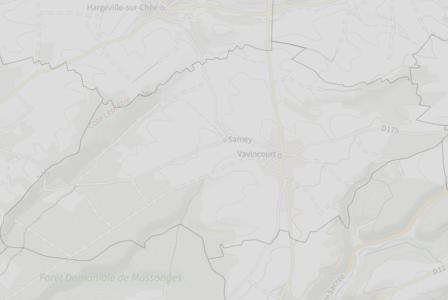 Hargeville-sur-Chée
Sarney
D175
Vavincourt
Forêt Domaniale de Massonges